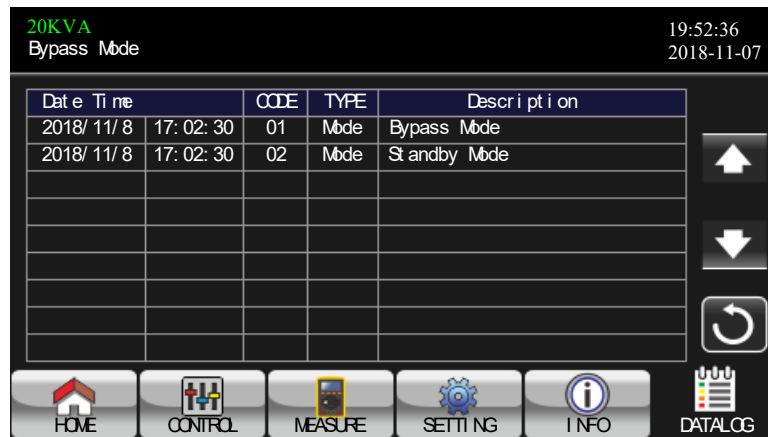 20KVA
Bypass Mode
19:52:36
2018-11-07
Date Time CODE TYPE Description
2018/11/8 17:02:30 01 Mode Bypass Mode
2018/11/8 17:02:30 02 Mode Standby Mode
HOME CONTROL MEASURE SETTING INFO DATALOG